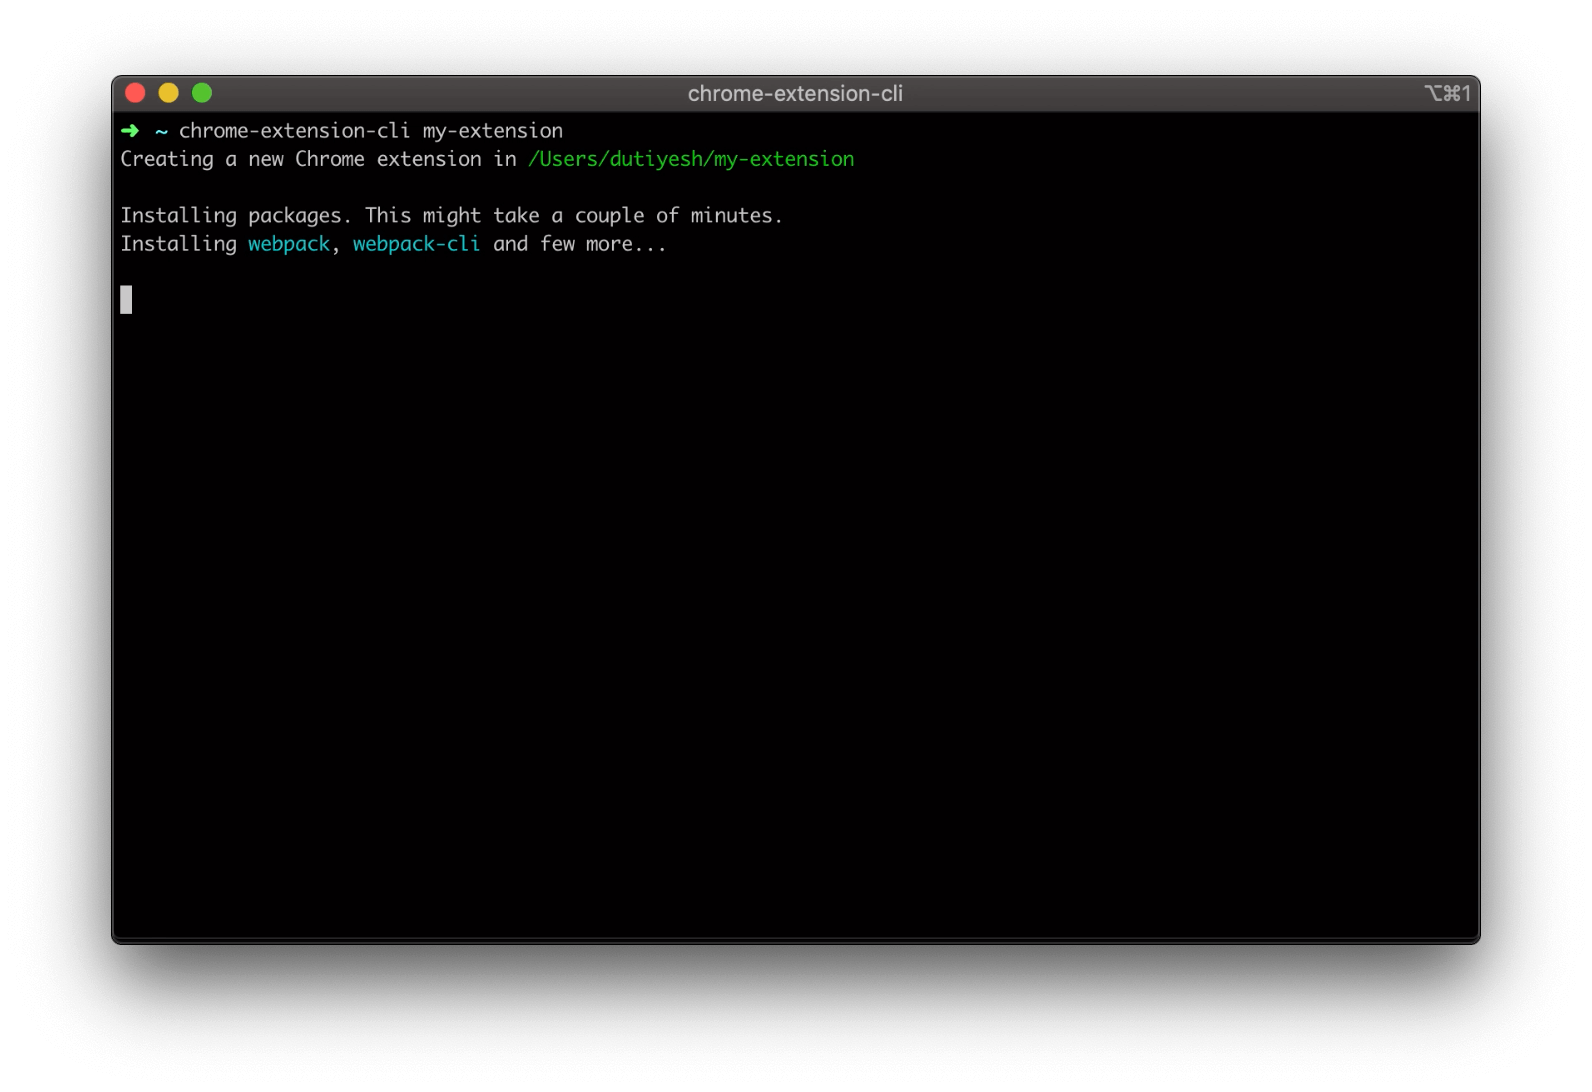 chrome-extension-cli
⌥⌘1
➜ ~ chrome-extension-cli my-extension
Creating a new Chrome extension in /Users/dutiyesh/my-extension
Installing packages. This might take a couple of minutes.
Installing webpack, webpack-cli and few more...